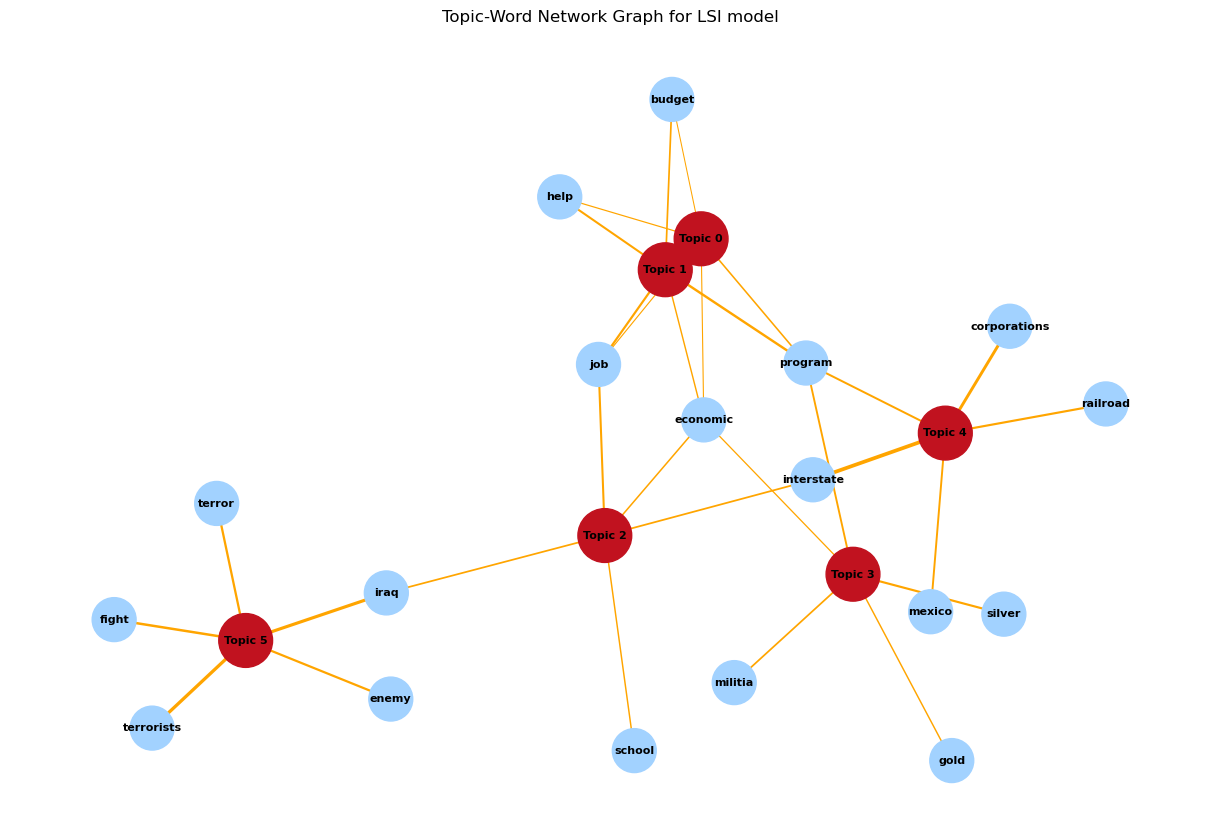 Topic-Word Network Graph for LSI model
budget
help
Topic 0
Topic 1
corporations
job
program
railroad
economic
Topic 4
interstate
terror
Topic 2
Topic 3
iraq
mexico
silver
fight
Topic 5
militia
enemy
terrorists
school
gold